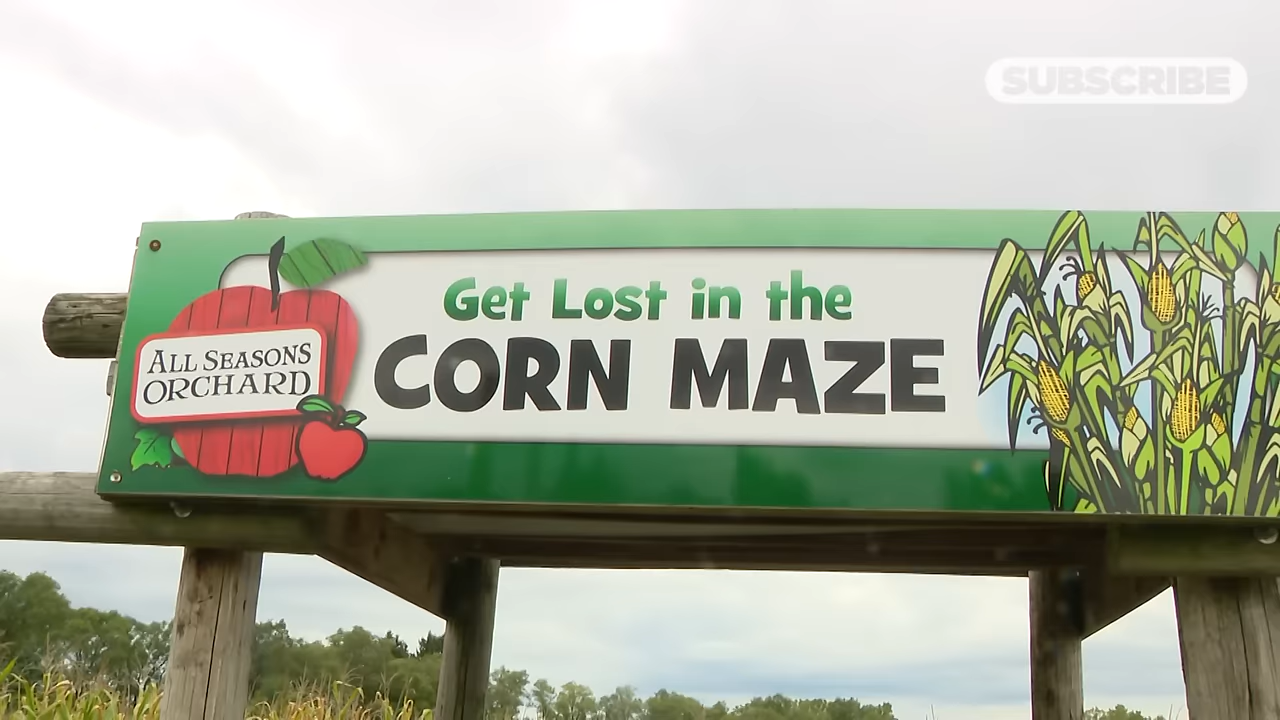 SUBSCRIBE
Get Lost in the
CORN MAZE
ALL SEASONS
ORCHARD